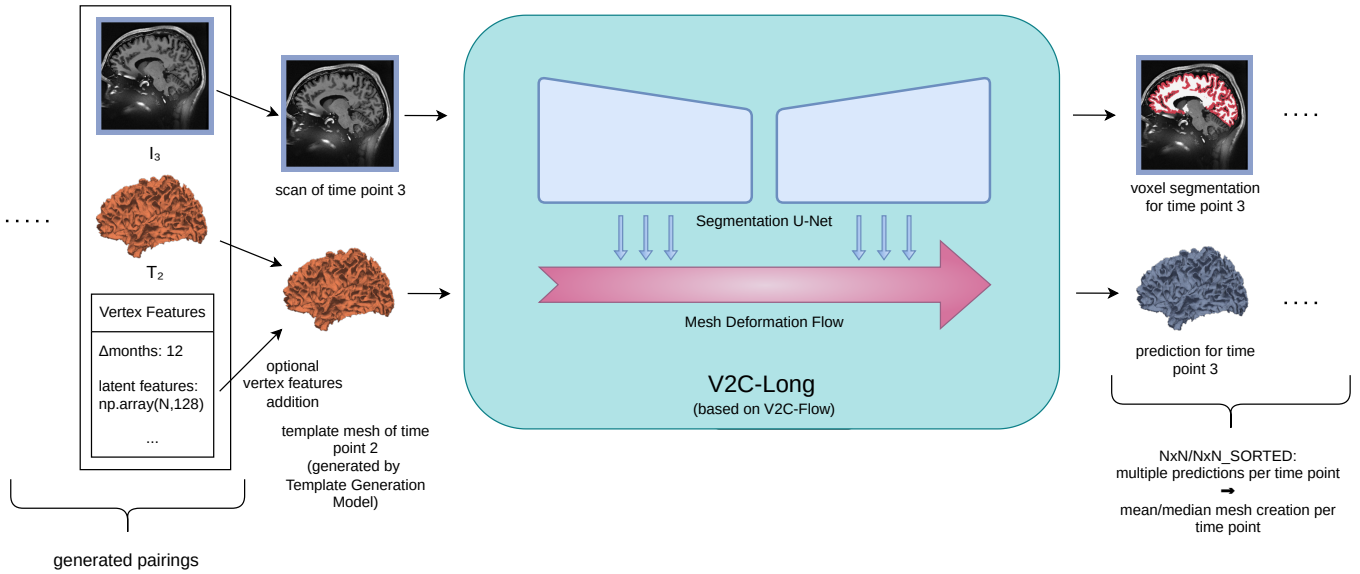 I₃
.....
T₂
Vertex Features
Δmonths: 12
latent features:
np.array(N,128)
...
generated pairings
scan of time point 3
optional
vertex features
addition
template mesh of time
point 2
(generated by
Template Generation
Model)
Segmentation U-Net
Mesh Deformation Flow
V2C-Long
(based on V2C-Flow)
voxel segmentation
for time point 3
....
prediction for time
point 3
....
NxN/NxN_SORTED:
multiple predictions per time point
➞
mean/median mesh creation per
time point